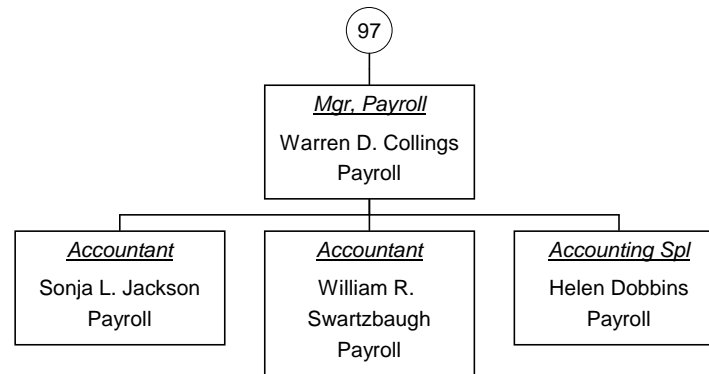 97
Mgr, Payroll
Warren D. Collings
Payroll
Accountant
Sonja L. Jackson
Payroll
Accountant
William R.
Swartzbaugh
Payroll
Accounting Spl
Helen Dobbins
Payroll